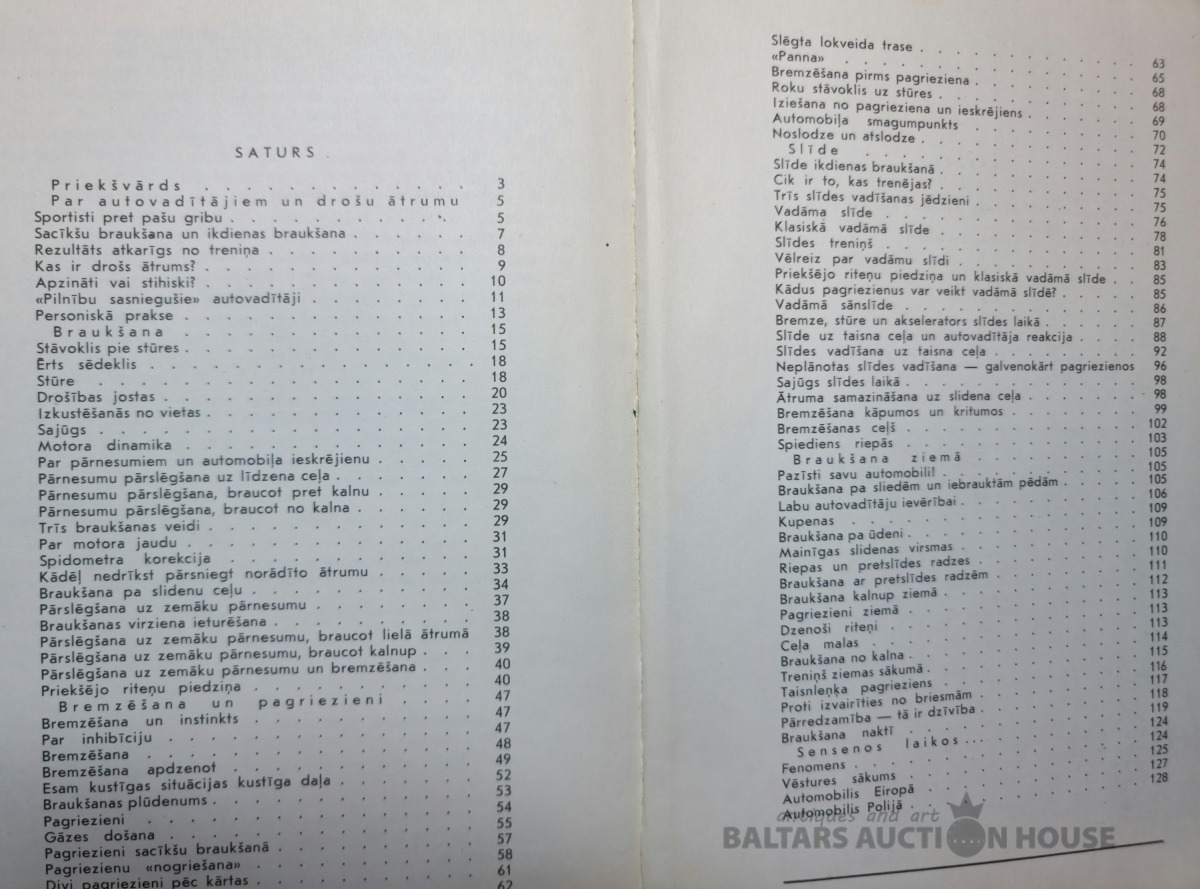 SATURS
Priekšvārds . . . . . . . . . . . 3
Par autovadītājiem un drošu ātrumu 5
Sportisti pret pašu gribu . . . . . . . . . . 5
Sacīkšu braukšana un ikdienas braukšana . . . . 7
Rezultāts atkarīgs no treniņa . . . . . . . . 8
Kas ir drošs ātrums? . . . . . . . . . . 9
Apzināti vai stihiski? . . . . . . . . . . 10
«Pilnību sasniegušie» autovadītāji . . . . . . 11
Personiskā prakse . . . . . . . . . . . 13
Braukšana . . . . . . . . . . . 15
Stāvoklis pie stūres . . . . . . . . . . . 15
Ērts sēdeklis . . . . . . . . . . . . 18
Stūre . . . . . . . . . . . . . . 18
Drošības jostas . . . . . . . . . . . . 20
Izkustēšanās no vietas . . . . . . . . . . 23
Sajūgs . . . . . . . . . . . . . . 23
Motora dinamika . . . . . . . . . . . 24
Par pārnesumiem un automobiļa ieskrējienu . . . . 25
Pārnesumu pārslēgšana uz līdzena ceļa . . . . . 27
Pārnesumu pārslēgšana, braucot pret kalnu . . . . 29
Pārnesumu pārslēgšana, braucot no kalna . . . . 29
Trīs braukšanas veidi . . . . . . . . . . 29
Par motora jaudu . . . . . . . . . . . 31
Spidometra korekcija . . . . . . . . . . 31
Kādēļ nedrīkst pārsniegt norādīto ātrumu . . . . 33
Braukšana pa slidenu ceļu . . . . . . . . . 34
Pārslēgšana uz zemāku pārnesumu . . . . . . 37
Braukšanas virziena ieturēšana . . . . . . . . 38
Pārslēgšana uz zemāku pārnesumu, braucot lielā ātrumā 38
Pārslēgšana uz zemāku pārnesumu, braucot kalnup . . . 39
Pārslēgšana uz zemāku pārnesumu un bremzēšana . . . 40
Priekšējo riteņu piedziņa . . . . . . . . . 40
Bremzēšana un pagriezieni . . . . 47
Bremzēšana un instinkts . . . . . . . . . 47
Par inhibīciju . . . . . . . . . . . . 47
Bremzēšana . . . . . . . . . . . . . 48
Bremzēšana apdzenot . . . . . . . . . . 49
Esam kustīgas situācijas kustīga daļa . . . . . . 52
Braukšanas plūdenums . . . . . . . . . . 53
Pagriezieni . . . . . . . . . . . . . 54
Gāzes došana . . . . . . . . . . . . 55
Pagriezieni sacīkšu braukšanā . . . . . . . . 57
Pagriezienu «nogriešana» . . . . . . . . . 58
Divi pagriezieni pēc kārtas . . . . . . . . . 61
62
Slēgta lokveida trase . . . . . . . . . . 63
«Panna» . . . . . . . . . . . . . 65
Bremzēšana pirms pagrieziena . . . . . . . 68
Roku stāvoklis uz stūres . . . . . . . . . 68
Iziešana no pagrieziena un ieskrējiens . . . . . 69
Automobiļa smagumpunkts . . . . . . . . 70
Noslodze un atslodze . . . . . . . . . . 72
Slīde . . . . . . . . . . . . 74
Slīde ikdienas braukšanā . . . . . . . . . 74
Cik ir to, kas trenējas? . . . . . . . . . 75
Trīs slīdes vadīšanas jēdzieni . . . . . . . . 75
Vadāma slīde . . . . . . . . . . . . 76
Klasiskā vadāmā slīde . . . . . . . . . . 78
Slīdes treniņš . . . . . . . . . . . . 81
Vēlreiz par vadāmu slīdi . . . . . . . . . 83
Priekšējo riteņu piedziņa un klasiskā vadāmā slīde . . 85
Kādus pagriezienus var veikt vadāmā slīdē? . . . . 85
Vadāmā sānslīde . . . . . . . . . . . 86
Bremze, stūre un akselerators slīdes laikā . . . . . 87
Slīde uz taisna ceļa un autovadītāja reakcija . . . . 88
Slīdes vadīšana uz taisna ceļa . . . . . . . . 92
Neplānotas slīdes vadīšana — galvenokārt pagriezienos 96
Sajūgs slīdes laikā . . . . . . . . . . . 98
Ātruma samazināšana uz slidena ceļa . . . . . . 98
Bremzēšana kāpumos un kritumos . . . . . . . 99
Bremzēšanas ceļš . . . . . . . . . . . 102
Spiediens riepās . . . . . . . . . . . 103
Braukšana ziemā . . . . . . . . 105
Pazīsti savu automobili! . . . . . . . . . 105
Braukšana pa sliedēm un iebrauktām pēdām . . . . 105
Labu autovadītāju ievērībai . . . . . . . . . 106
Kupenas . . . . . . . . . . . . . 109
Braukšana pa ūdeni . . . . . . . . . . . 109
Mainīgas slidenas virsmas . . . . . . . . . 110
Riepas un pretslīdes radzes . . . . . . . . 110
Braukšana ar pretslīdes radzēm . . . . . . . 111
Braukšana kalnup ziemā . . . . . . . . . 112
Pagriezieni ziemā . . . . . . . . . . . 113
Dzenoši riteņi . . . . . . . . . . . . 113
Ceļa malas . . . . . . . . . . . . . 113
Braukšana no kalna . . . . . . . . . . . 114
Treniņš ziemas sākumā . . . . . . . . . . 115
Taisnleņķa pagrieziens . . . . . . . . . . 116
Proti izvairīties no briesmām . . . . . . . . 117
Pārredzamība — tā ir dzīvība . . . . . . . . 118
Braukšana naktī . . . . . . . . . . . 119
Sensenos laikos . . . . . . . . . 124
Fenomens . . . . . . . . . . . . . 124
Vēstures sākums . . . . . . . . . . . 125
Automobilis Eiropā . . . . . . . . . . . 127
Automobilis Polijā . . . . . . . . . . . 128
antiques and art
BALTARS AUCTION HOUSE